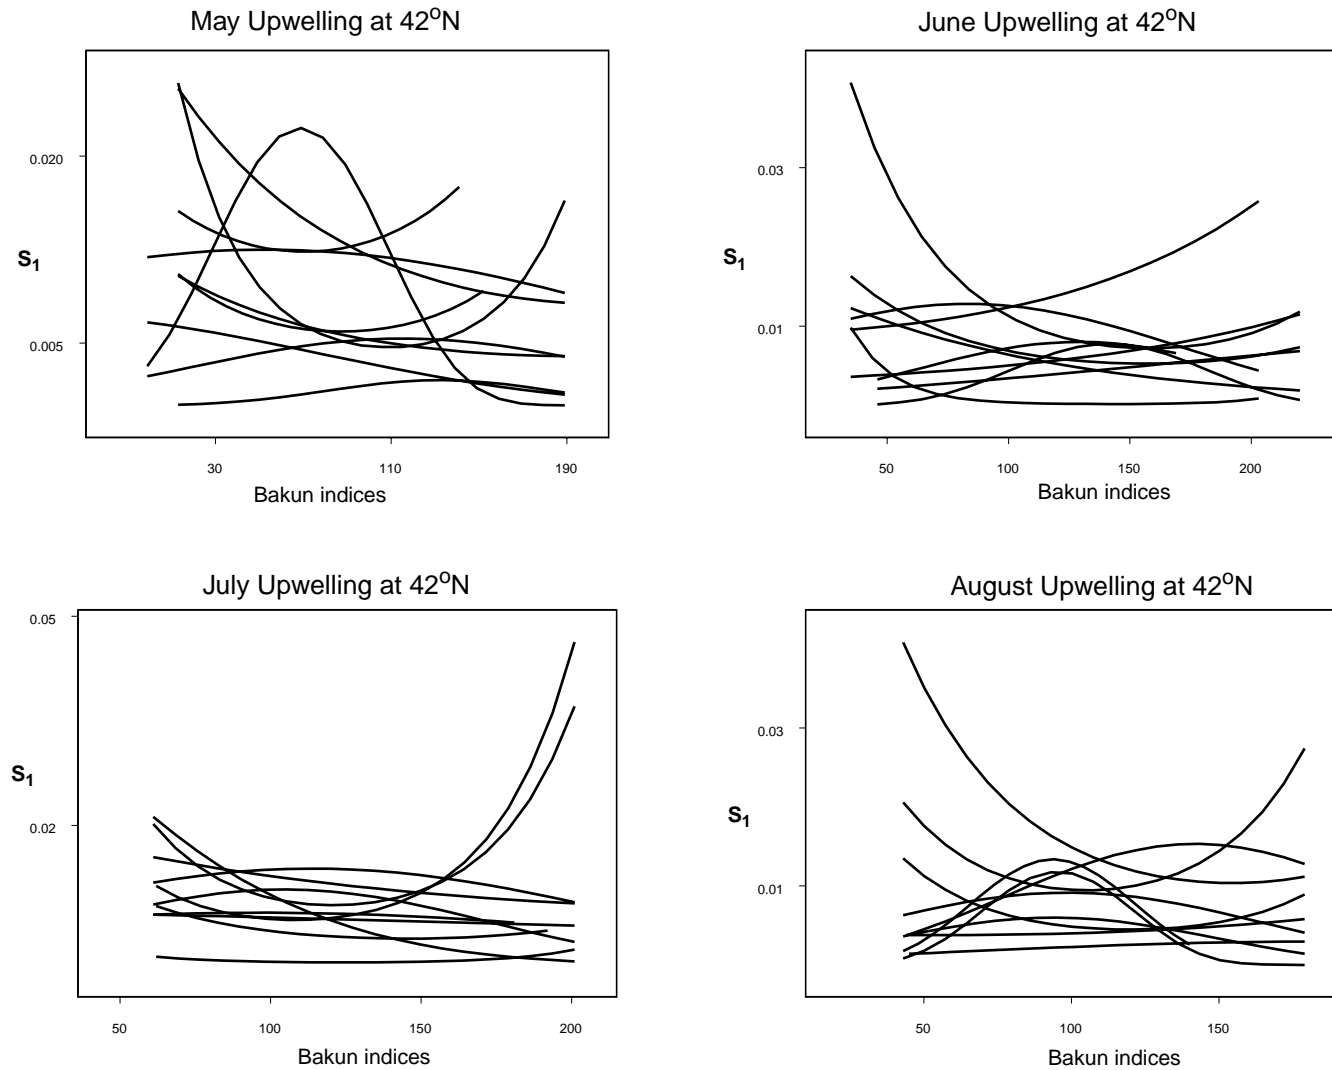 May Upwelling at 42°N
0.020
0.005
S1
30 110 190
Bakun indices
June Upwelling at 42°N
0.03
0.01
S1
50 100 150 200
Bakun indices
July Upwelling at 42°N
0.05
0.02
S1
50 100 150 200
Bakun indices
August Upwelling at 42°N
0.03
0.01
S1
50 100 150
Bakun indices